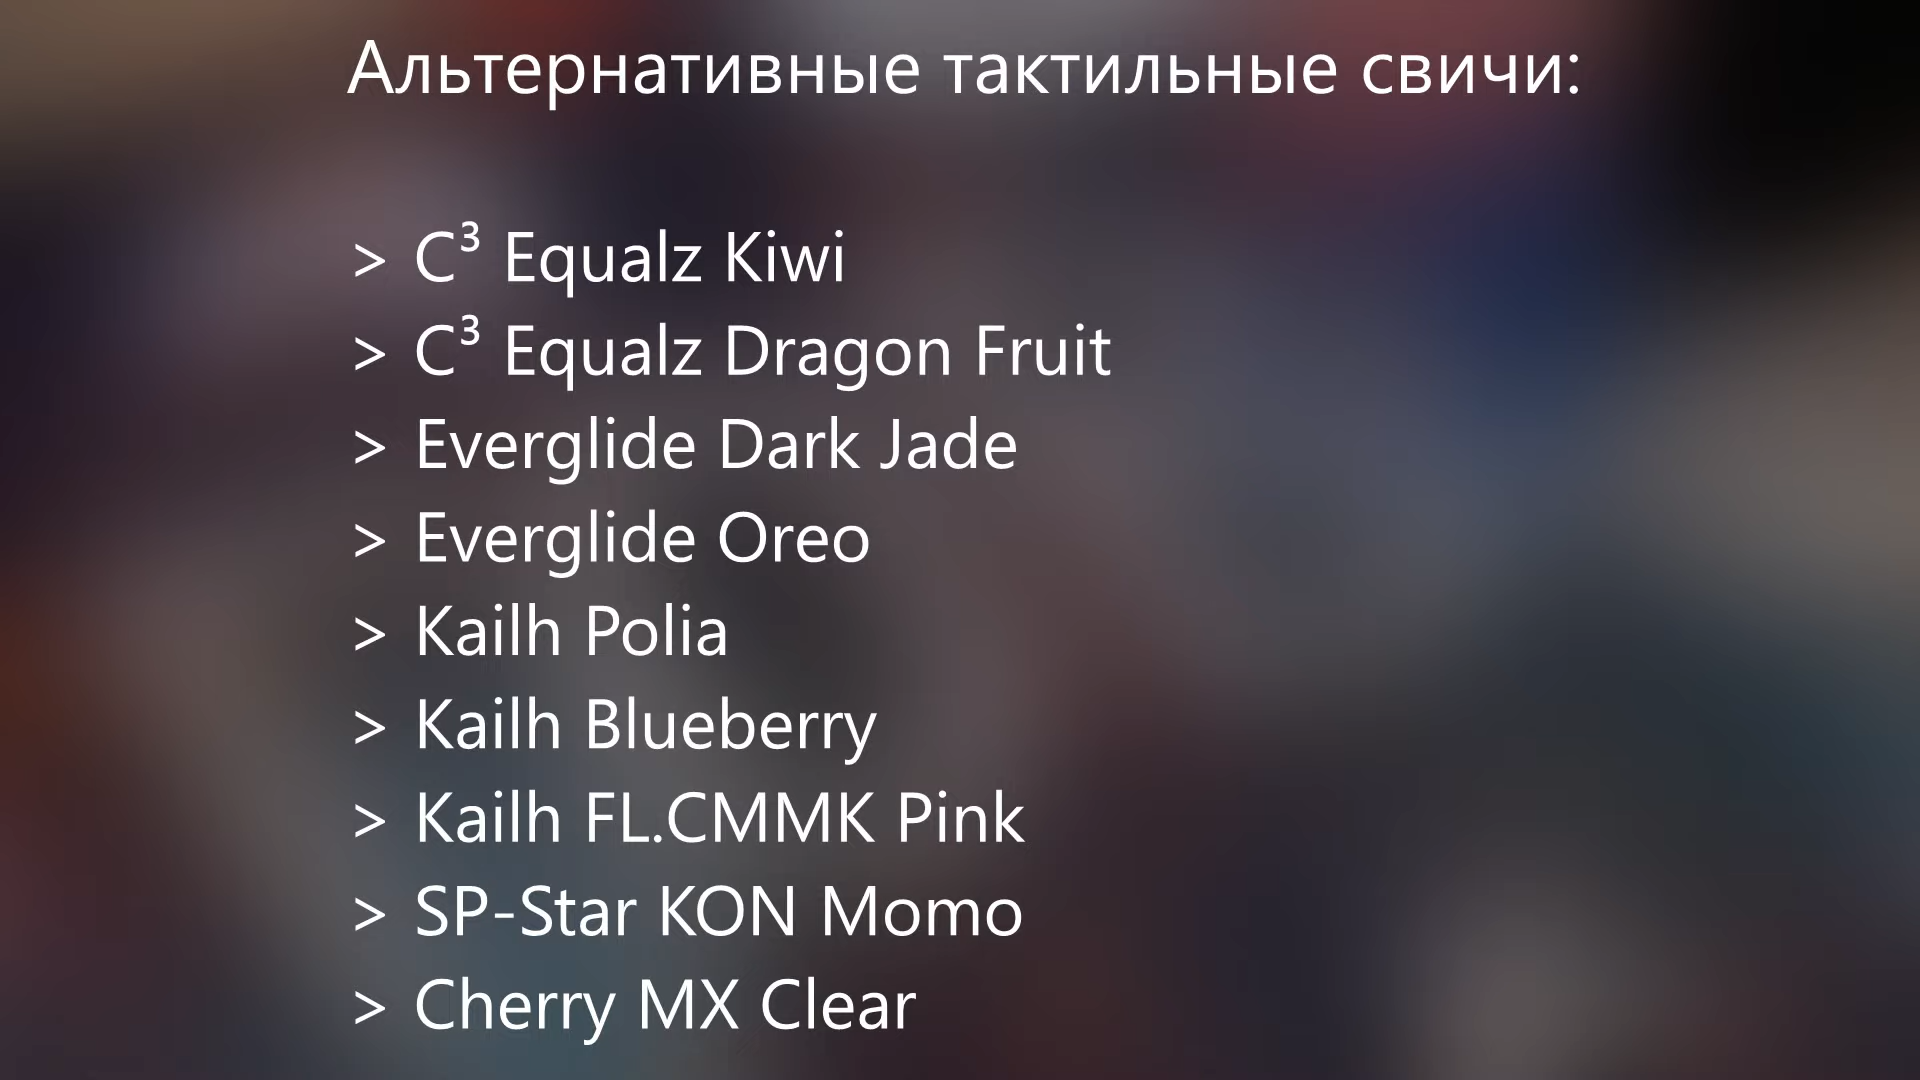 Альтернативные тактильные свичи:
> C³ Equalz Kiwi
> C³ Equalz Dragon Fruit
> Everglide Dark Jade
> Everglide Oreo
> Kailh Polia
> Kailh Blueberry
> Kailh FL.CMMK Pink
> SP-Star KON Momo
> Cherry MX Clear